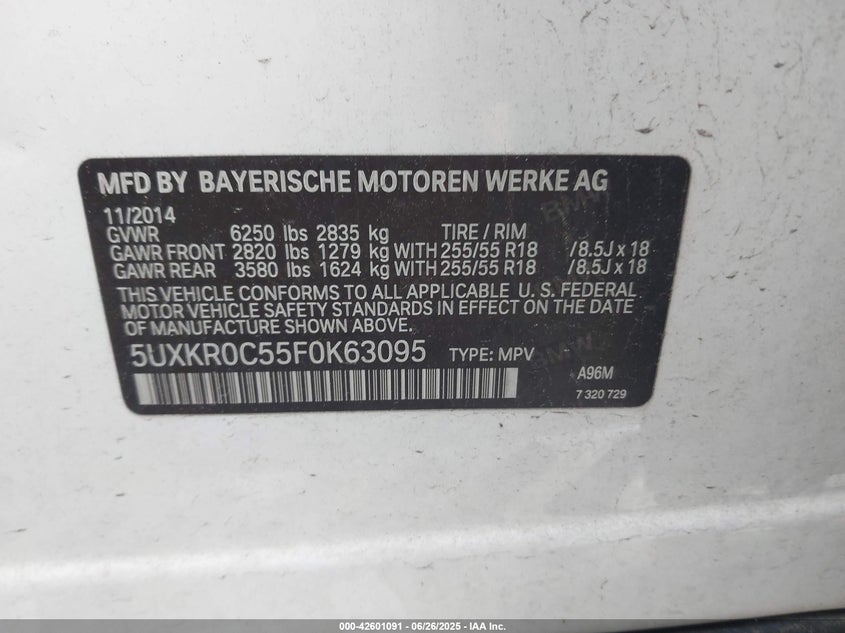 MFD BY BAYERISCHE MOTOREN WERKE AG
11/2014
GVWR 6250 lbs 2835 kg TIRE / RIM
GAWR FRONT 2820 lbs 1279 kg WITH 255/55 R18 /8.5J x 18
GAWR REAR 3580 lbs 1624 kg WITH 255/55 R18 /8.5J x 18
THIS VEHICLE CONFORMS TO ALL APPLICABLE U. S. FEDERAL
MOTOR VEHICLE SAFETY STANDARDS IN EFFECT ON THE DATE
OF MANUFACTURE SHOWN ABOVE.
5UXKR0C55F0K63095 TYPE: MPV
A96M
7 320 729
BMW
BMW
000-42601091 - 06/26/2025 - IAA Inc.